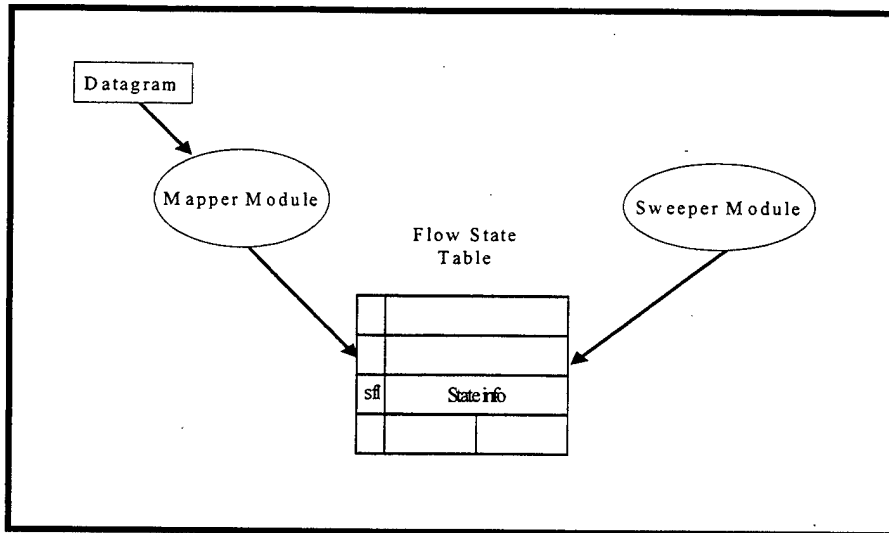 Datagram
Mapper Module
Sweeper Module
Flow State
Table
sfl
State info